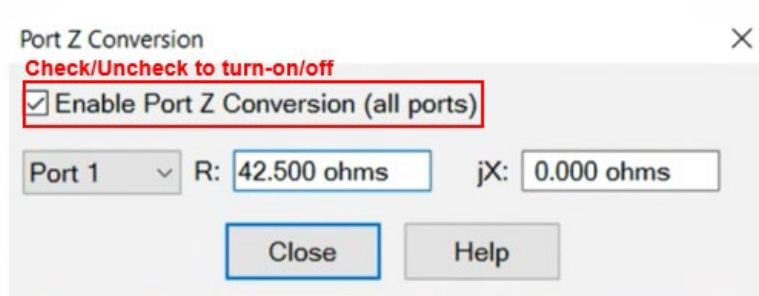 Port Z Conversion
Check/Uncheck to turn-on/off
Enable Port Z Conversion (all ports)
Port 1 R: 42.500 ohms jX: 0.000 ohms
Close Help